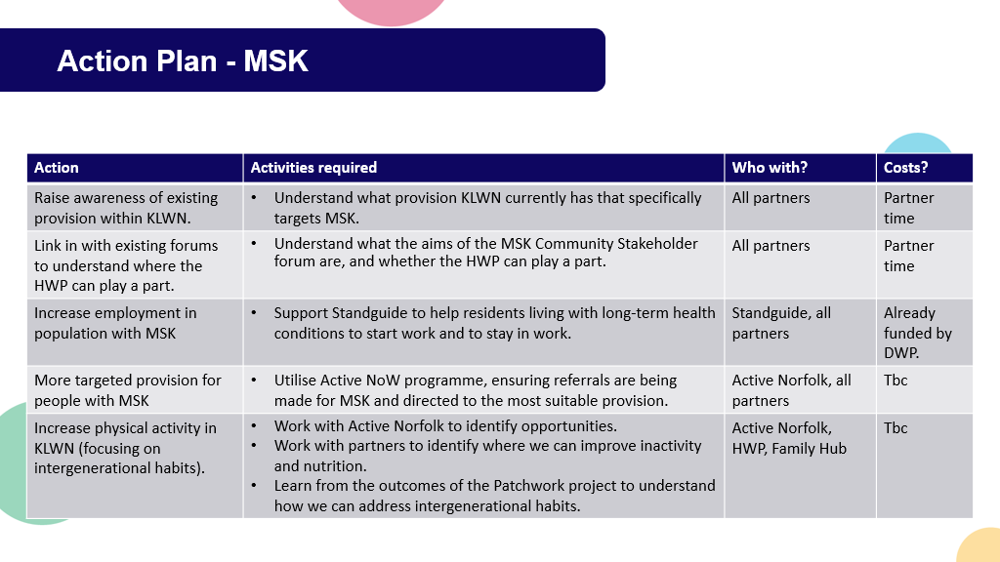 Action Plan - MSK
Action
Activities required
Who with?
Costs?
Raise awareness of existing
provision within KLWN.
• Understand what provision KLWN currently has that specifically
targets MSK.
All partners
Partner
time
Link in with existing forums
to understand where the
HWP can play a part.
• Understand what the aims of the MSK Community Stakeholder
forum are, and whether the HWP can play a part.
All partners
Partner
time
Increase employment in
population with MSK
• Support Standguide to help residents living with long-term health
conditions to start work and to stay in work.
Standguide, all
partners
Already
funded by
DWP.
More targeted provision for
people with MSK
• Utilise Active NoW programme, ensuring referrals are being
made for MSK and directed to the most suitable provision.
Active Norfolk, all
partners
Tbc
Increase physical activity in
KLWN (focusing on
intergenerational habits).
• Work with Active Norfolk to identify opportunities.
• Work with partners to identify where we can improve inactivity
and nutrition.
• Learn from the outcomes of the Patchwork project to understand
how we can address intergenerational habits.
Active Norfolk,
HWP, Family Hub
Tbc